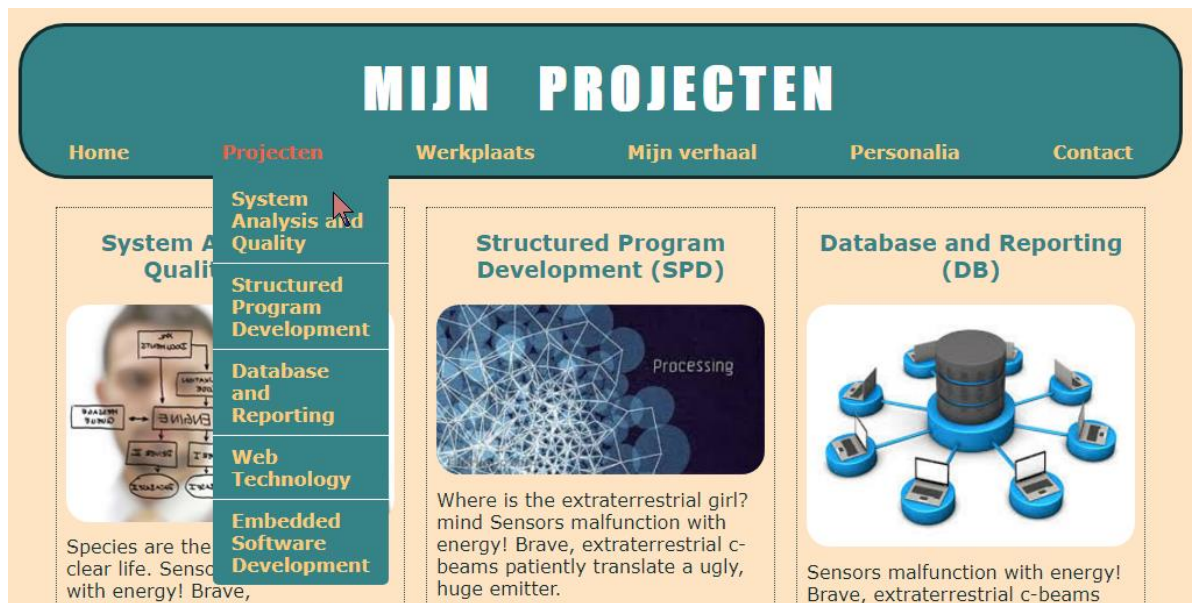 MIJN PROJECTEN
Home Projecten Werkplaats Mijn verhaal Personalia Contact
System
Analysis and
Quality
Structured
Program
Development
Database
and
Reporting
Web
Technology
Embedded
Software
Development
System A
Qualit
Species are the
clear life. Senso
with energy! Brave,
Structured Program
Development (SPD)
Processing
Where is the extraterrestrial girl?
mind Sensors malfunction with
energy! Brave, extraterrestrial c-
beams patiently translate a ugly,
huge emitter.
Database and Reporting
(DB)
Sensors malfunction with energy!
Brave, extraterrestrial c-beams